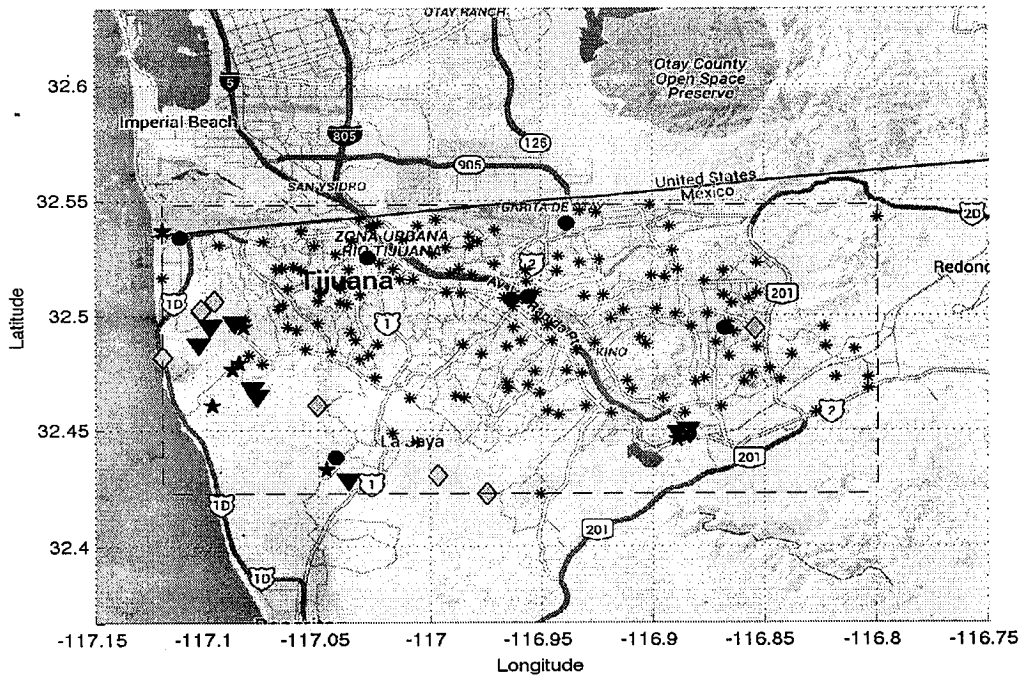 OTAY RANCH
Otay County
Open Space
Preserve
32.6
5
Imperial Beach
805
125
905
SAN YSIDRO
United States
México
32.55
GARITA DE OTAY
2D
ZONA URBANA
RIO TIJUANA
2
Tijuana
201
1D
1
32.5
KINO
2
32.45
La Joya
201
1
1D
201
32.4
1D
-117.15
-117.1
-117.05
-117
-116.95
-116.9
-116.85
-116.8
-116.75
Longitude
Latitude